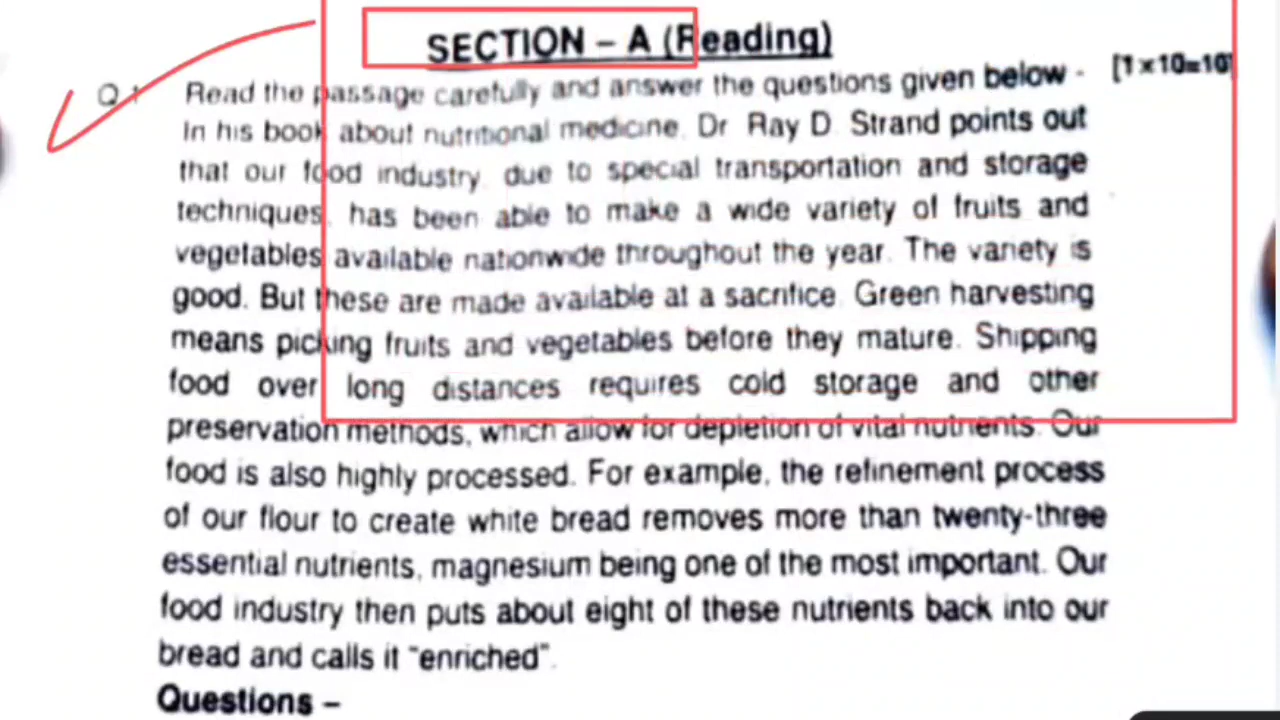 SECTION – A (Reading)
[1×10=10]
Q.1 Read the passage carefully and answer the questions given below -
In his book about nutritional medicine, Dr. Ray D. Strand points out
that our food industry, due to special transportation and storage
techniques, has been able to make a wide variety of fruits and
vegetables available nationwide throughout the year. The variety is
good. But these are made available at a sacrifice. Green harvesting
means picking fruits and vegetables before they mature. Shipping
food over long distances requires cold storage and other
preservation methods, which allow for depletion of vital nutrients. Our
food is also highly processed. For example, the refinement process
of our flour to create white bread removes more than twenty-three
essential nutrients, magnesium being one of the most important. Our
food industry then puts about eight of these nutrients back into our
bread and calls it "enriched".
Questions –